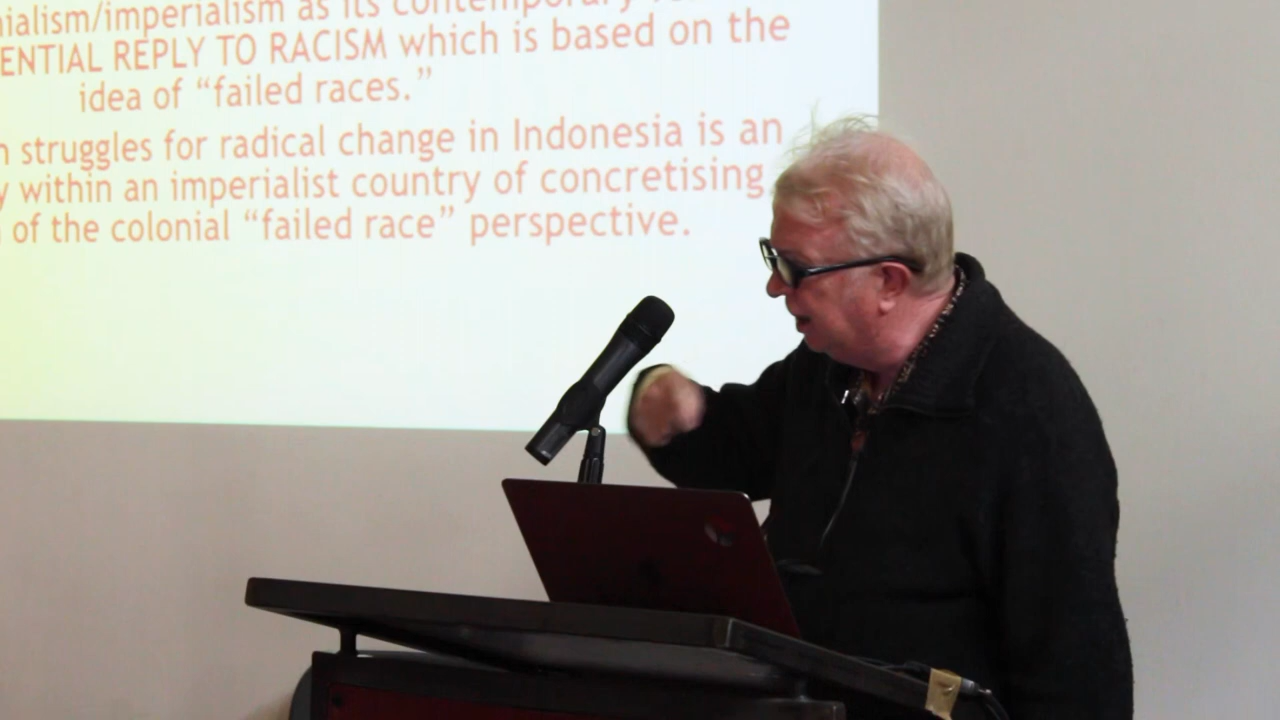 nialism/imperialism as its contemporary
ENTIAL REPLY TO RACISM which is based on the
idea of “failed races.”
struggles for radical change in Indonesia is an
within an imperialist country of concretising
of the colonial “failed race” perspective.